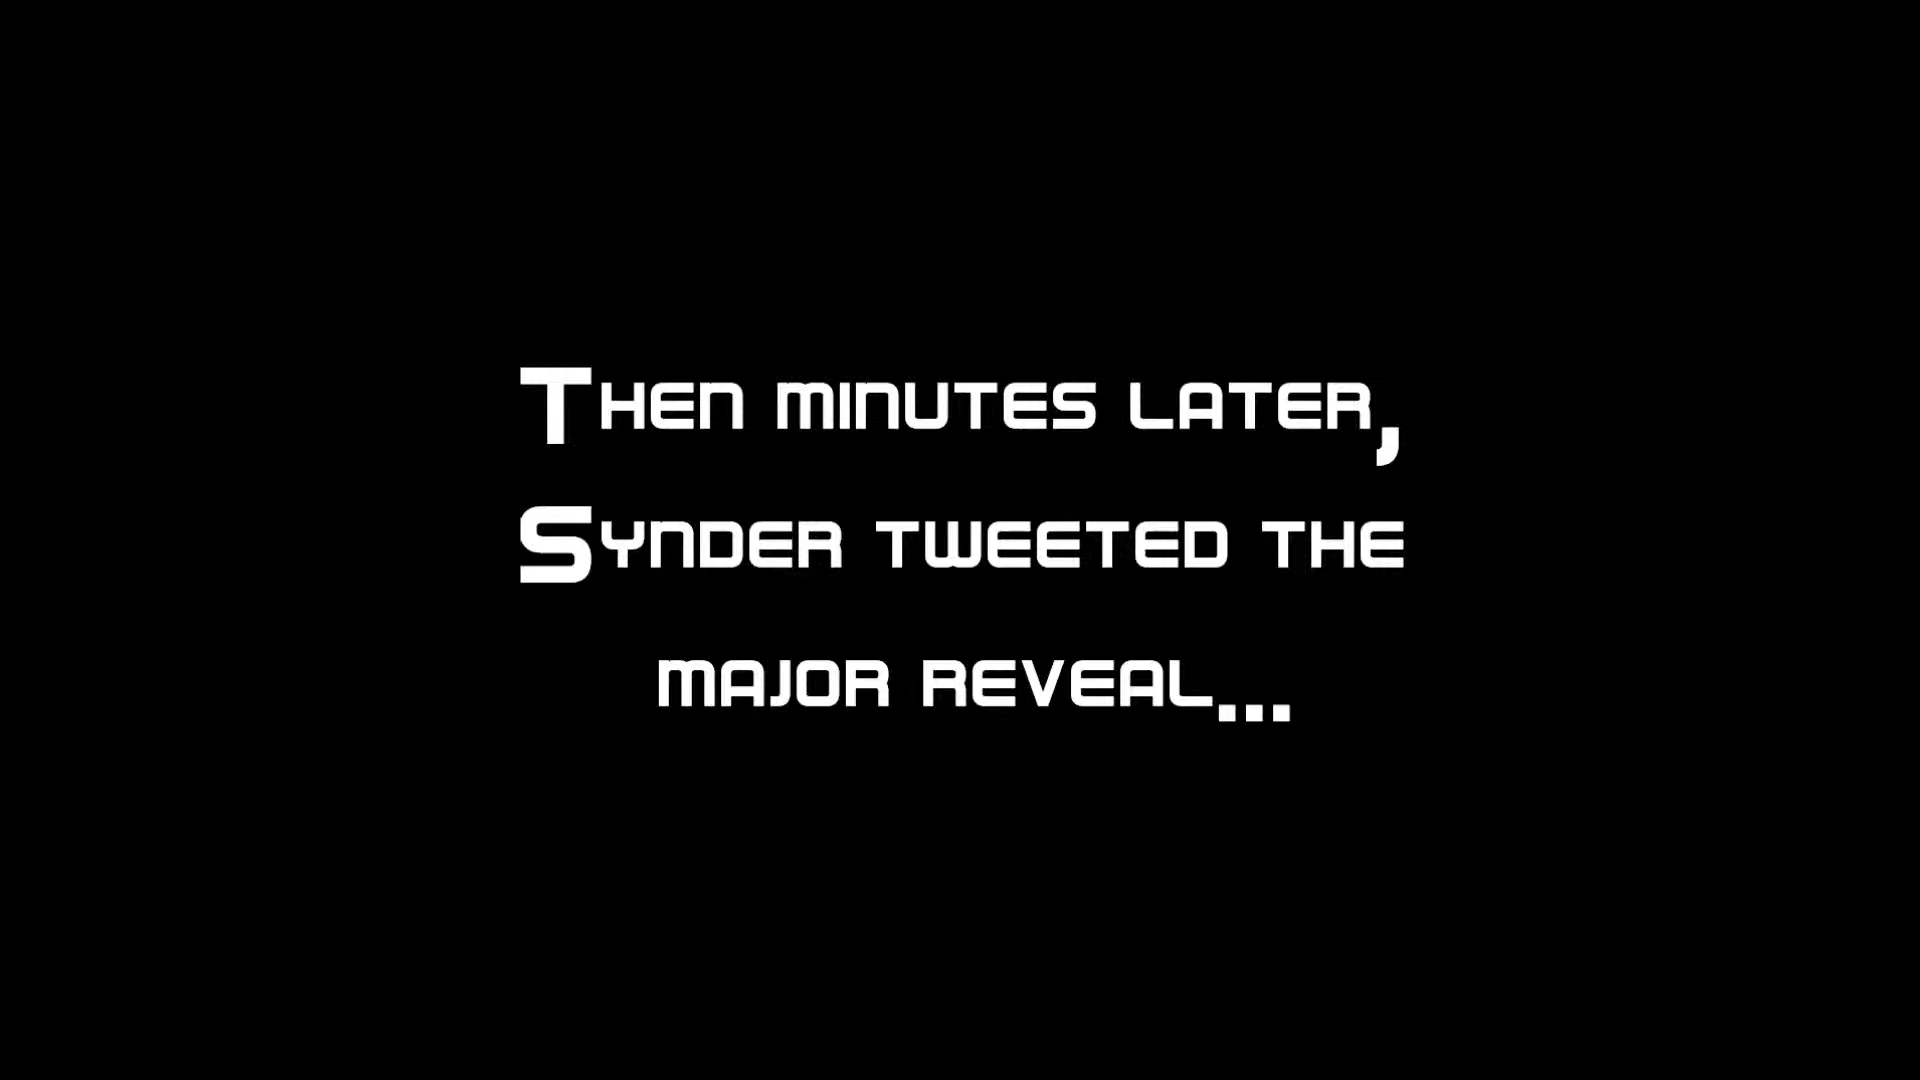 Then minutes later,
Synder tweeted the
major reveal...